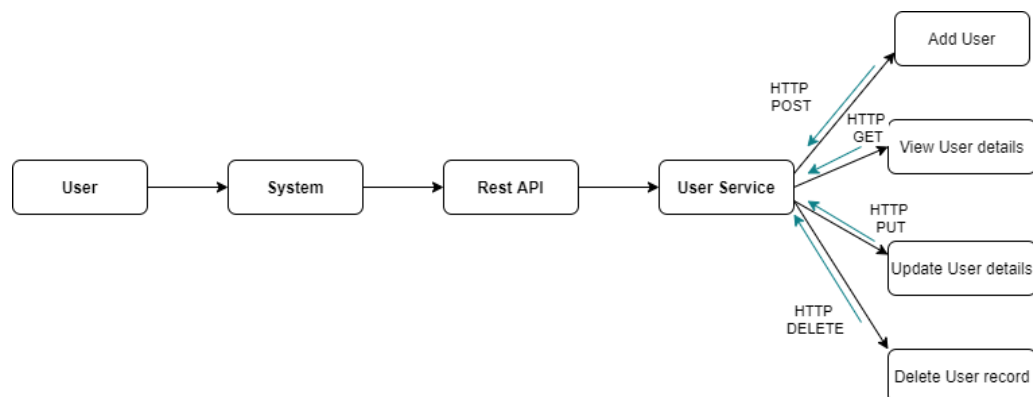 Add User
HTTP
POST
HTTP
GET
View User details
User
System
Rest API
User Service
HTTP
PUT
Update User details
HTTP
DELETE
Delete User record